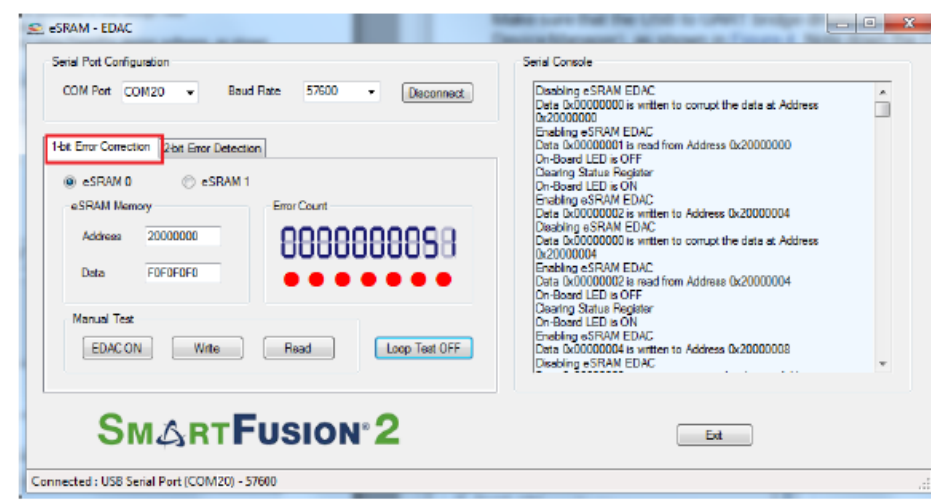 eSRAM - EDAC
Serial Port Configuration
COM Port COM20 Baud Rate 57600 Disconnect
1-bit Error Correction 2-bit Error Detection
eSRAM 0 eSRAM 1
eSRAM Memory
Address 20000000
Data F0F0F0F0
Error Count
0000000051
Manual Test
EDAC ON Write Read Loop Test OFF
Serial Console
Disabling eSRAM EDAC
Data 0x00000000 is written to corrupt the data at Address
0x20000000
Enabling eSRAM EDAC
Data 0x00000001 is read from Address 0x20000000
On-Board LED is OFF
Clearing Status Register
On-Board LED is ON
Enabling eSRAM EDAC
Data 0x00000002 is written to Address 0x20000004
Disabling eSRAM EDAC
Data 0x00000000 is written to corrupt the data at Address
0x20000004
Enabling eSRAM EDAC
Data 0x00000002 is read from Address 0x20000004
On-Board LED is OFF
Clearing Status Register
On-Board LED is ON
Enabling eSRAM EDAC
Data 0x00000004 is written to Address 0x20000008
Disabling eSRAM EDAC
SMARTFUSION® 2
Exit
Connected : USB Serial Port (COM20) - 57600